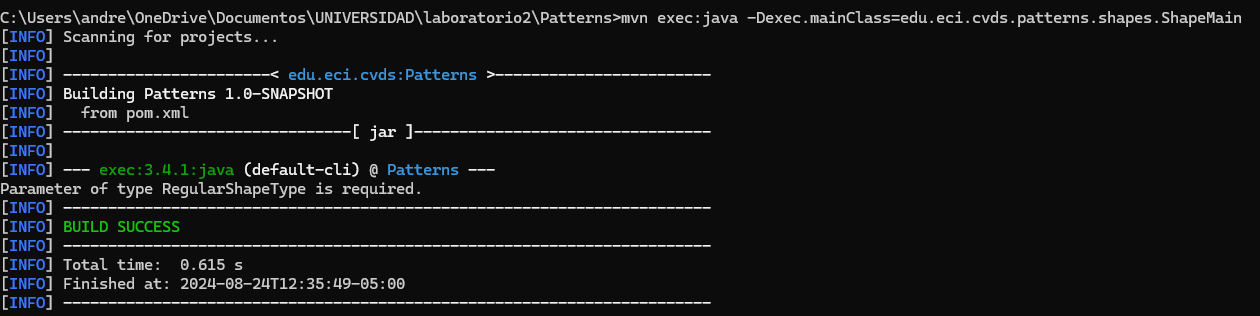 C:\Users\andre\OneDrive\Documentos\UNIVERSIDAD\laboratorio2\Patterns>mvn exec:java -Dexec.mainClass=edu.eci.cvds.patterns.shapes.ShapeMain
[INFO] Scanning for projects...
[INFO]
[INFO] -----------------------< edu.eci.cvds:Patterns >------------------------
[INFO] Building Patterns 1.0-SNAPSHOT
[INFO]   from pom.xml
[INFO] --------------------------------[ jar ]---------------------------------
[INFO]
[INFO] --- exec:3.4.1:java (default-cli) @ Patterns ---
Parameter of type RegularShapeType is required.
[INFO] ------------------------------------------------------------------------
[INFO] BUILD SUCCESS
[INFO] ------------------------------------------------------------------------
[INFO] Total time:  0.615 s
[INFO] Finished at: 2024-08-24T12:35:49-05:00
[INFO] ------------------------------------------------------------------------